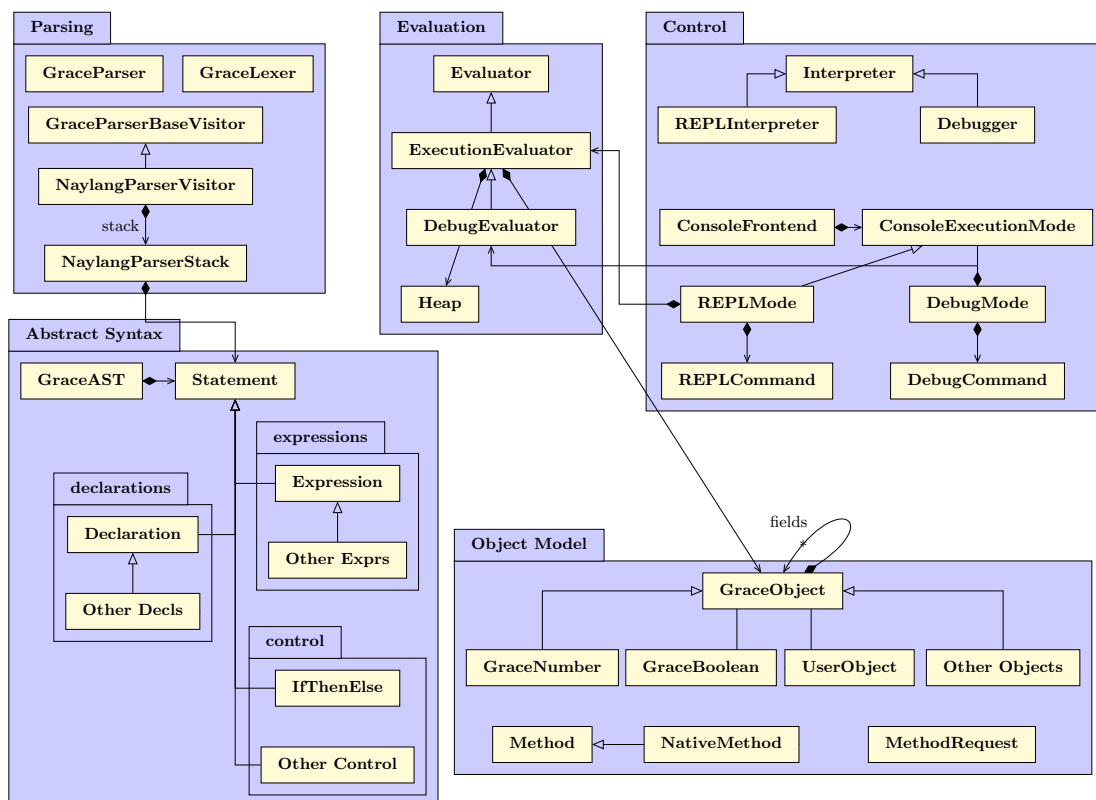 Parsing
GraceParser
GraceLexer
GraceParserBaseVisitor
NaylangParserVisitor
stack
NaylangParserStack
Evaluation
Evaluator
ExecutionEvaluator
DebugEvaluator
Heap
Control
Interpreter
REPLInterpreter
Debugger
ConsoleFrontend
ConsoleExecutionMode
REPLMode
DebugMode
REPLCommand
DebugCommand
Abstract Syntax
GraceAST
Statement
expressions
Expression
Other Exprs
declarations
Declaration
Other Decls
control
IfThenElse
Other Control
Object Model
fields
*
GraceObject
GraceNumber
GraceBoolean
UserObject
Other Objects
Method
NativeMethod
MethodRequest